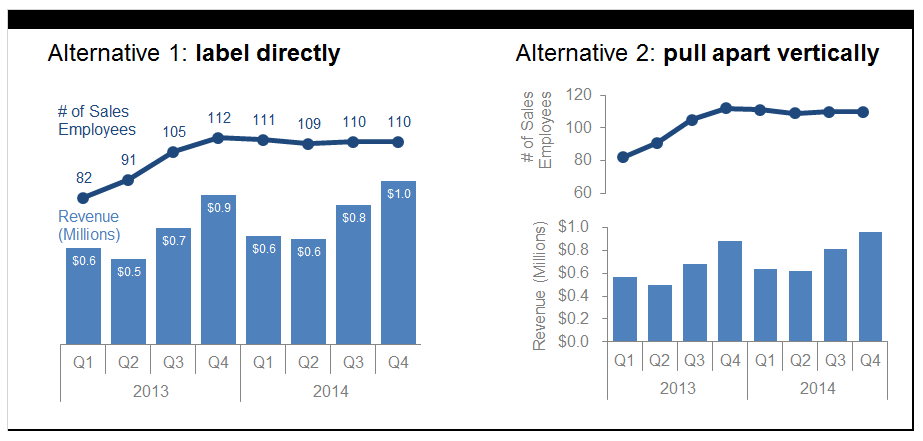 Alternative 1: label directly
# of Sales
Employees
82
91
105
112
111
109
110
110
Revenue
(Millions)
$0.6
$0.5
$0.7
$0.9
$0.6
$0.6
$0.8
$1.0
Q1 Q2 Q3 Q4 Q1 Q2 Q3 Q4
2013 2014
Alternative 2: pull apart vertically
# of Sales
Employees
120
100
80
60
Revenue (Millions)
$1.0
$0.8
$0.6
$0.4
$0.2
$0.0
Q1 Q2 Q3 Q4 Q1 Q2 Q3 Q4
2013 2014